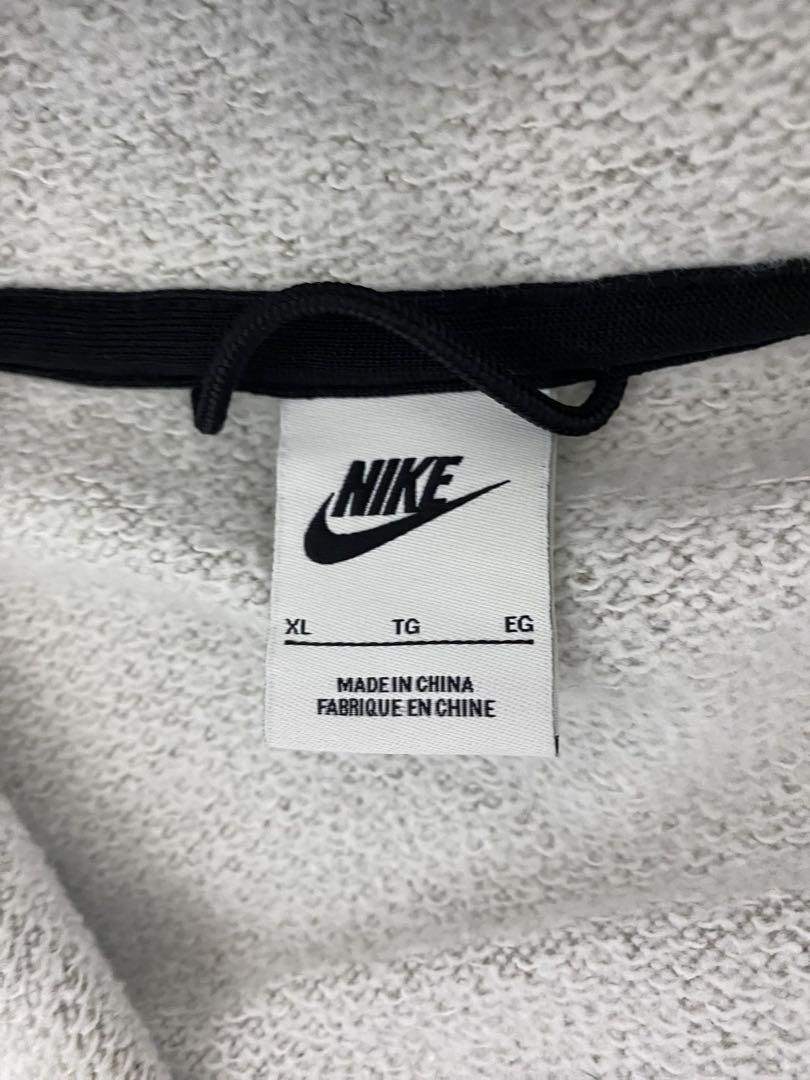 NIKE
XL TG EG
MADE IN CHINA
FABRIQUE EN CHINE